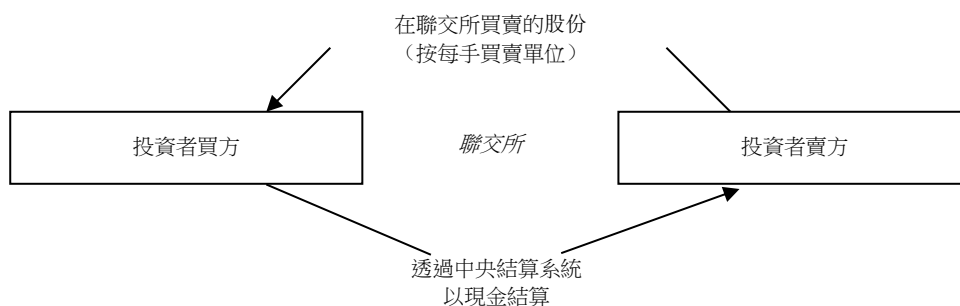 在聯交所買賣的股份
（按每手買賣單位）
投資者買方
聯交所
投資者賣方
透過中央結算系統
以現金結算